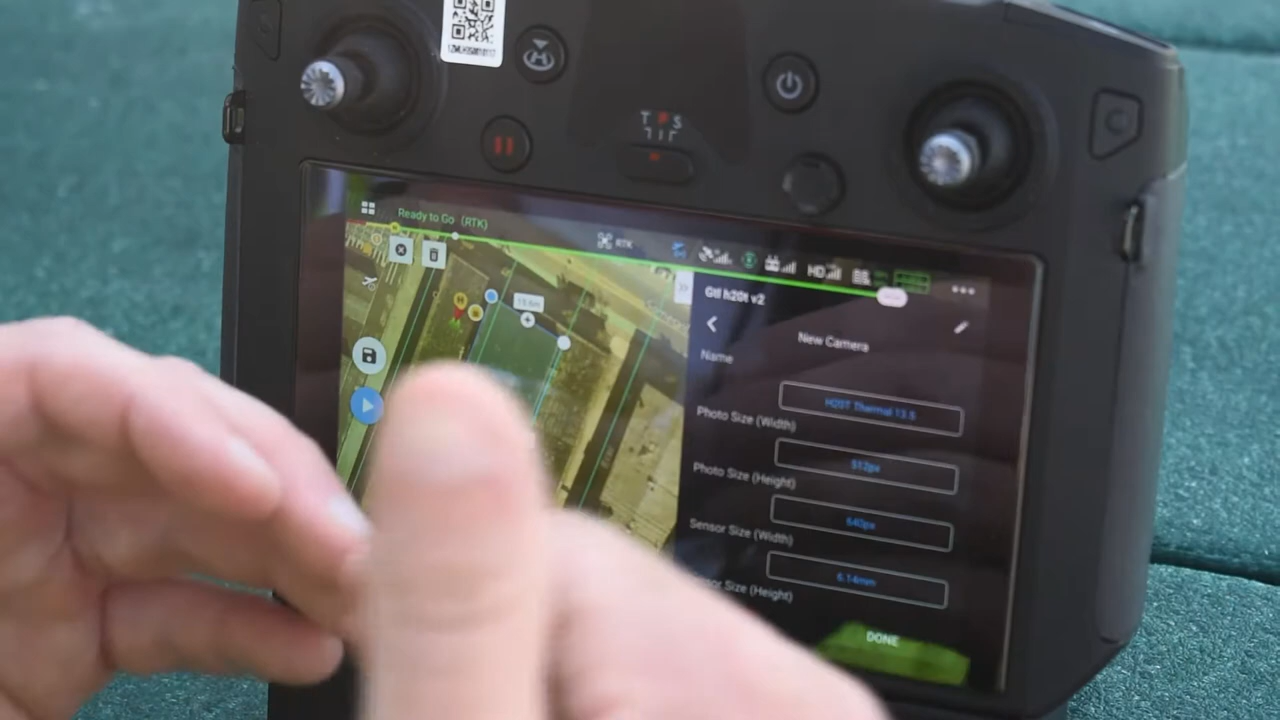 T P S
Ready to Go (RTK)
RTK
HD
Gtl h20t v2
New Camera
Name
H20T Thermal 13.5
Photo Size (Width)
512px
Photo Size (Height)
640px
Sensor Size (Width)
6.14mm
Size (Height)
DONE
H